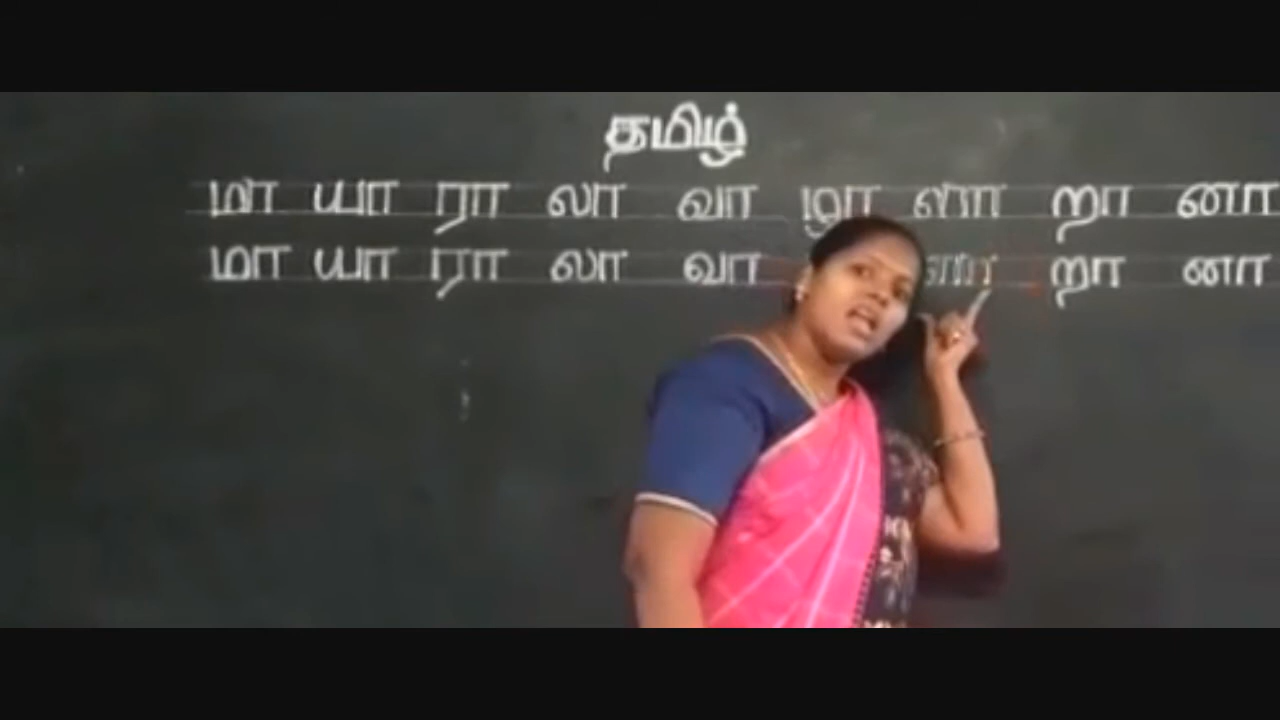 தமிழ்
மா யா ரா லா வா ழா ளா றா னா
மா யா ரா லா வா ளா றா னா